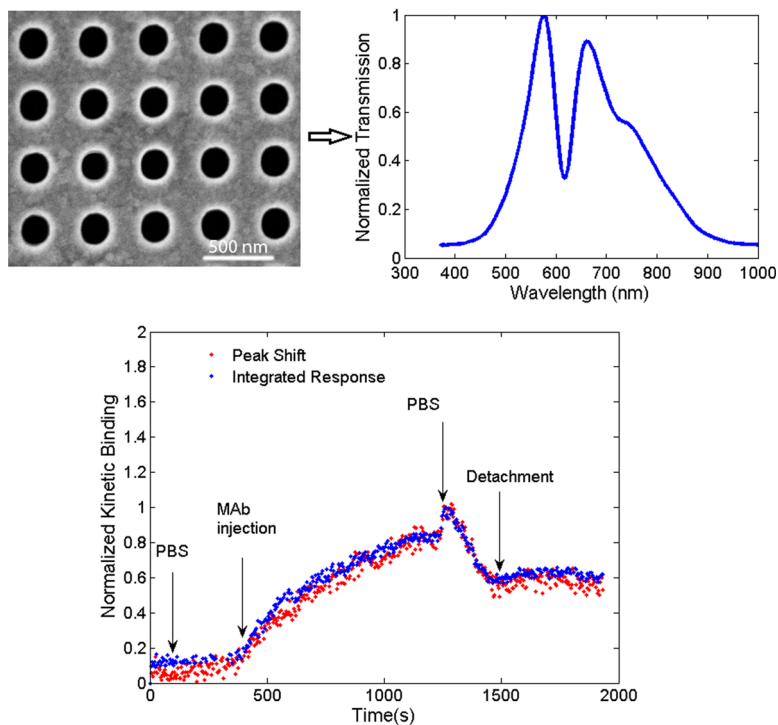 500 nm
Normalized Transmission
1
0.8
0.6
0.4
0.2
0
300 400 500 600 700 800 900 1000
Wavelength (nm)
Normalized Kinetic Binding
2
1.8
1.6
1.4
1.2
1
0.8
0.6
0.4
0.2
0
Peak Shift
Integrated Response
PBS
MAb
injection
PBS
Detachment
0 500 1000 1500 2000
Time(s)